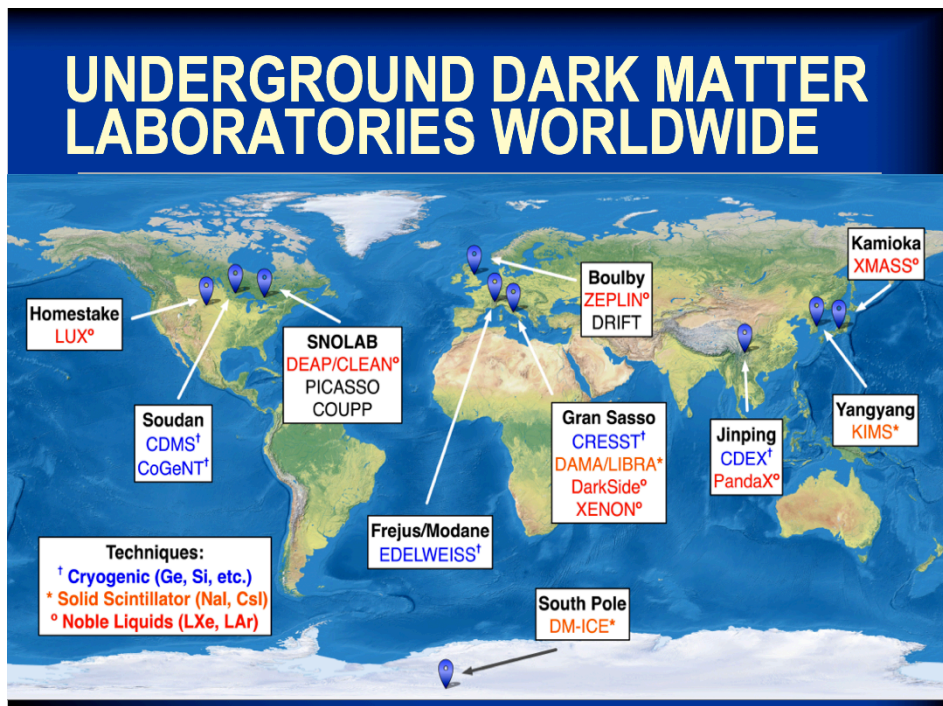 UNDERGROUND DARK MATTER
LABORATORIES WORLDWIDE
Homestake
LUXº
Soudan
CDMS†
CoGeNT†
SNOLAB
DEAP/CLEANº
PICASSO
COUPP
Boulby
ZEPLINº
DRIFT
Kamioka
XMASSº
Frejus/Modane
EDELWEISS†
Gran Sasso
CRESST†
DAMA/LIBRA*
DarkSideº
XENONº
Jinping
CDEX†
PandaXº
Yangyang
KIMS*
Techniques:
† Cryogenic (Ge, Si, etc.)
* Solid Scintillator (NaI, CsI)
º Noble Liquids (LXe, LAr)
South Pole
DM-ICE*